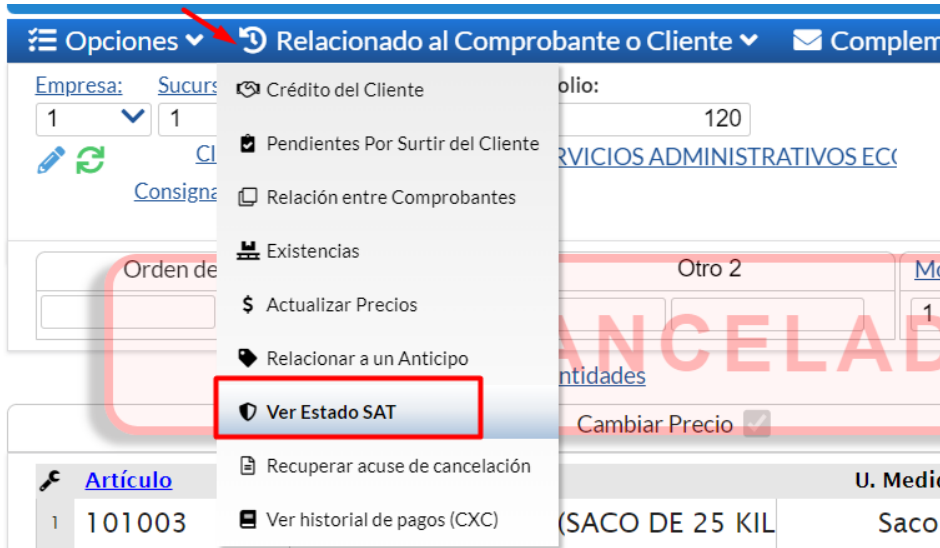 Opciones Relacionado al Comprobante o Cliente Complem
Empresa: Sucurs olio:
1 1 120
Cl RVICIOS ADMINISTRATIVOS ECO
Consigna
Crédito del Cliente
Pendientes Por Surtir del Cliente
Relación entre Comprobantes
Existencias
Actualizar Precios
Relacionar a un Anticipo
Ver Estado SAT
Recuperar acuse de cancelación
Ver historial de pagos (CXC)
Orden de Otro 2 Mo
1
ANCELAD
ntidades
Cambiar Precio
Artículo U. Medid
1 101003 (SACO DE 25 KIL Saco